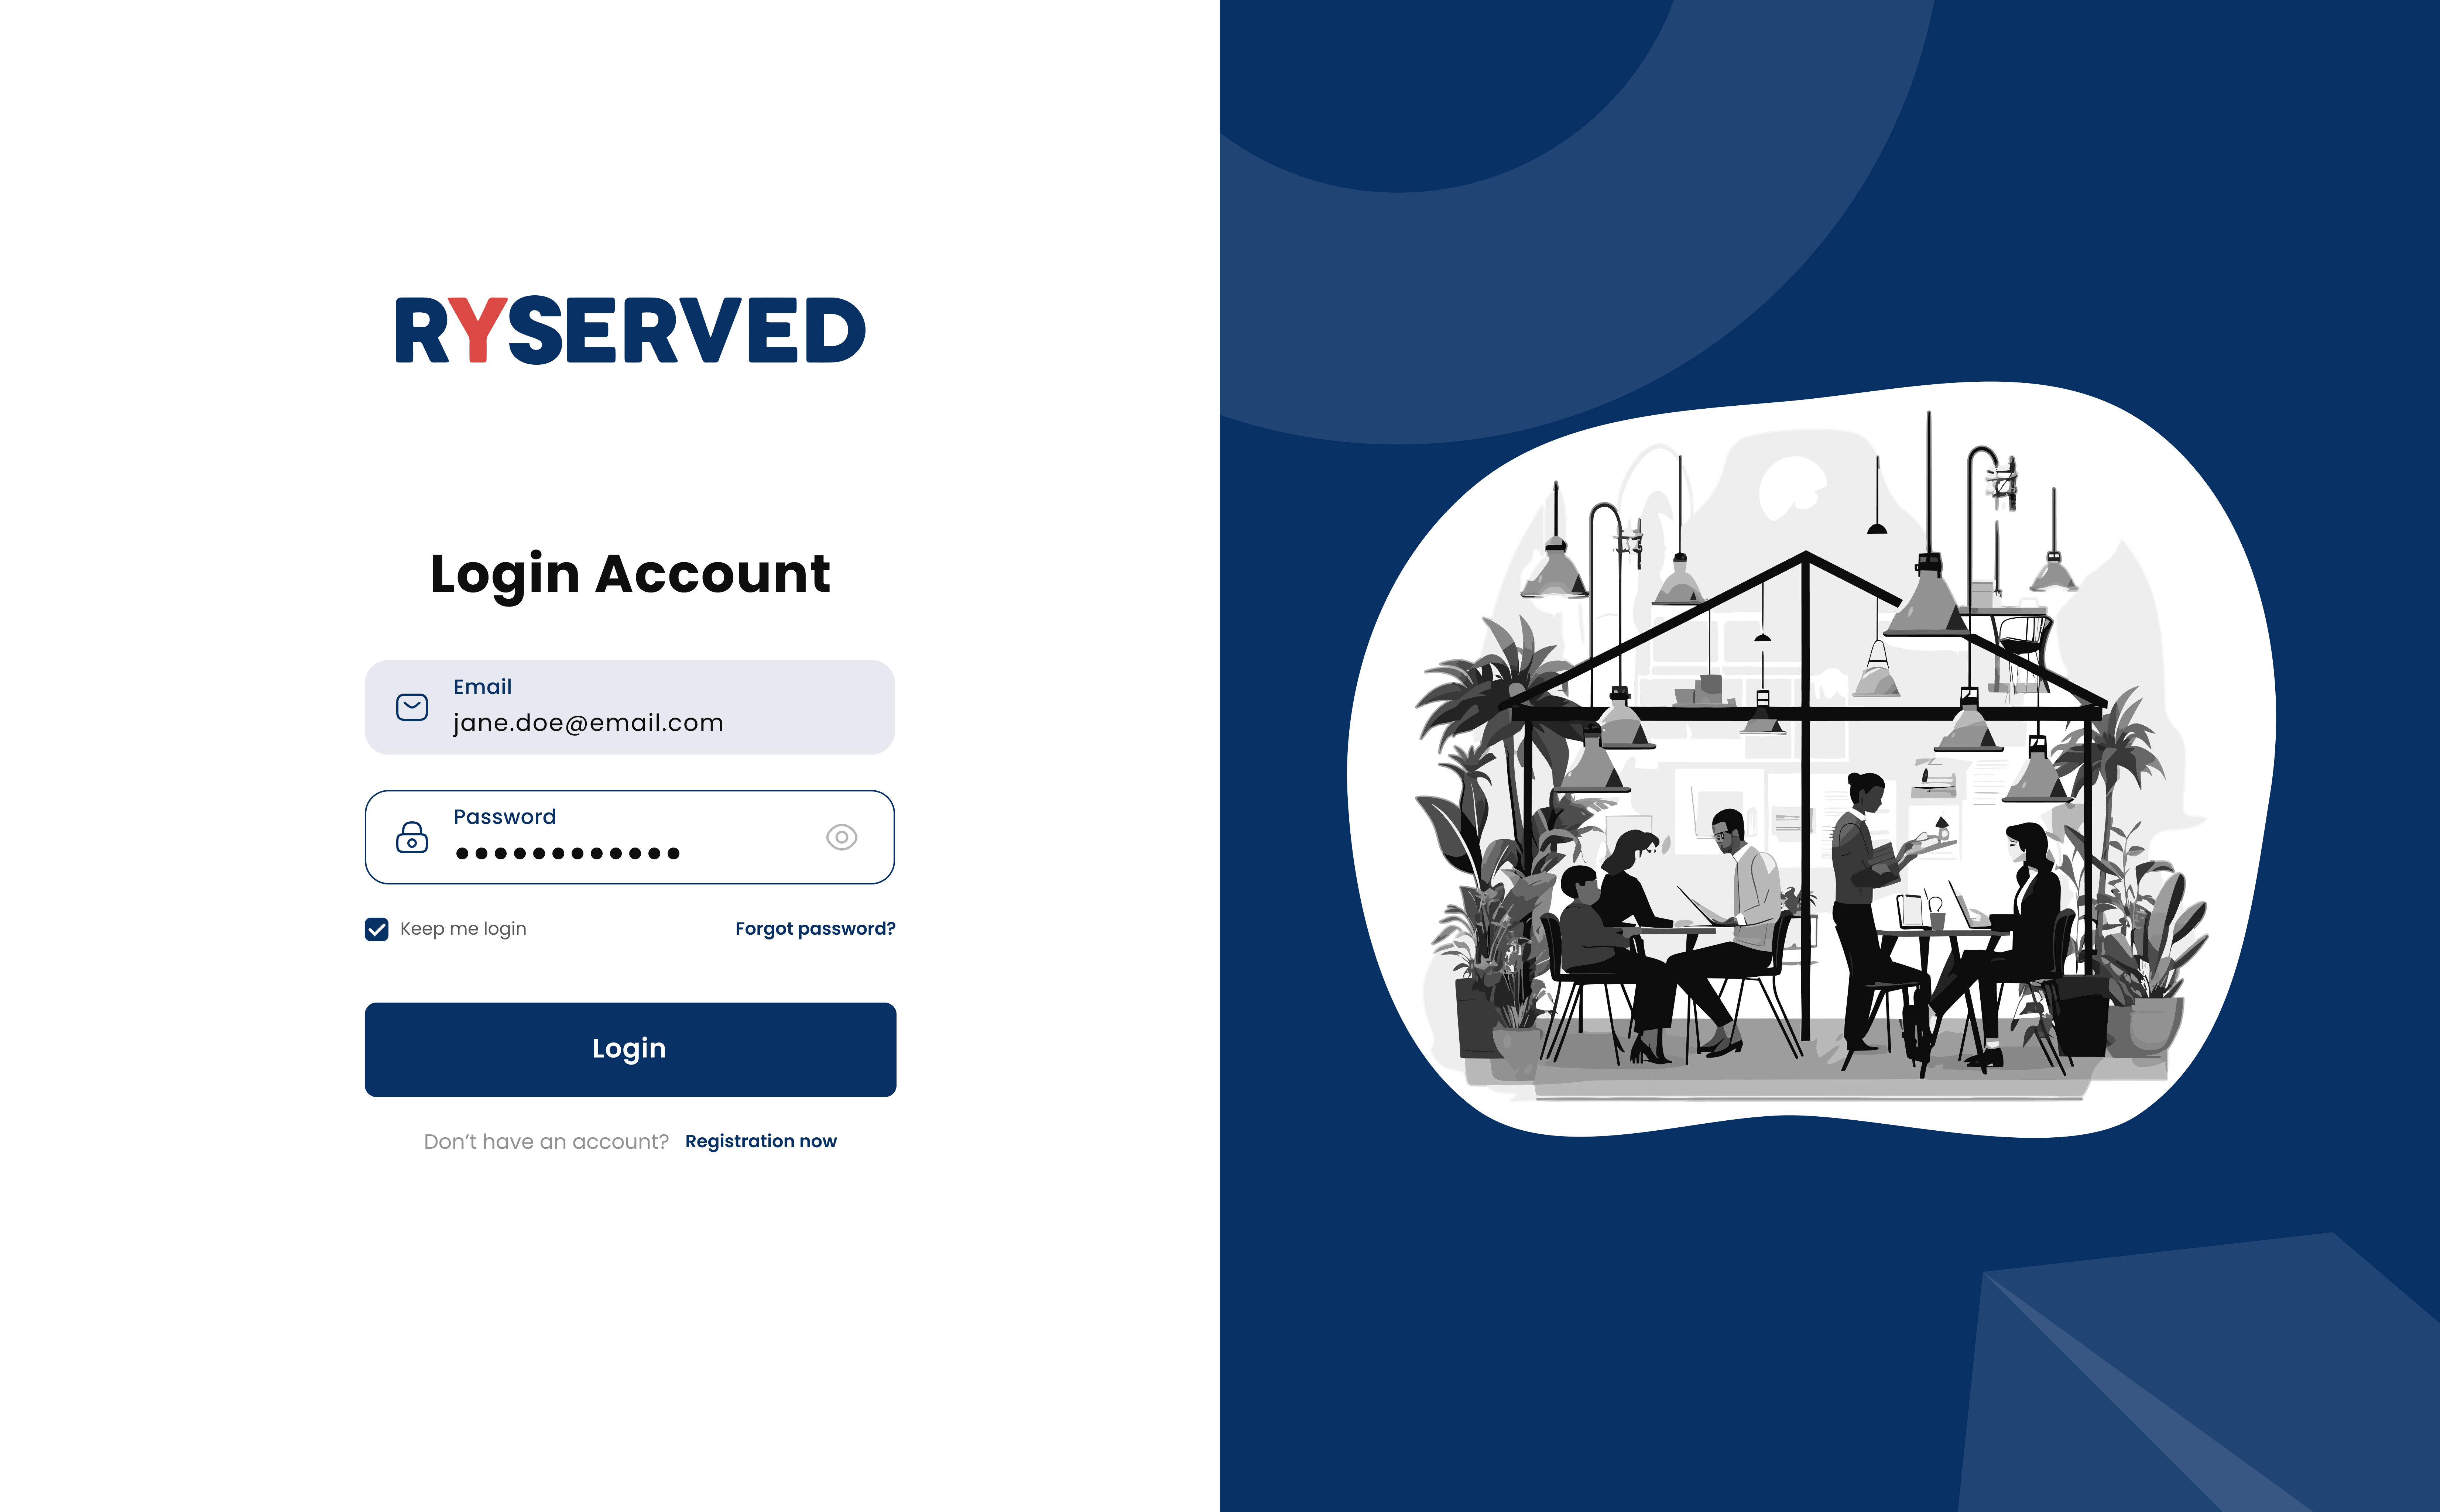 RYSERVED
Login Account
Email
jane.doe@email.com
Password
••••••••••••
Keep me login
Forgot password?
Login
Don’t have an account? Registration now